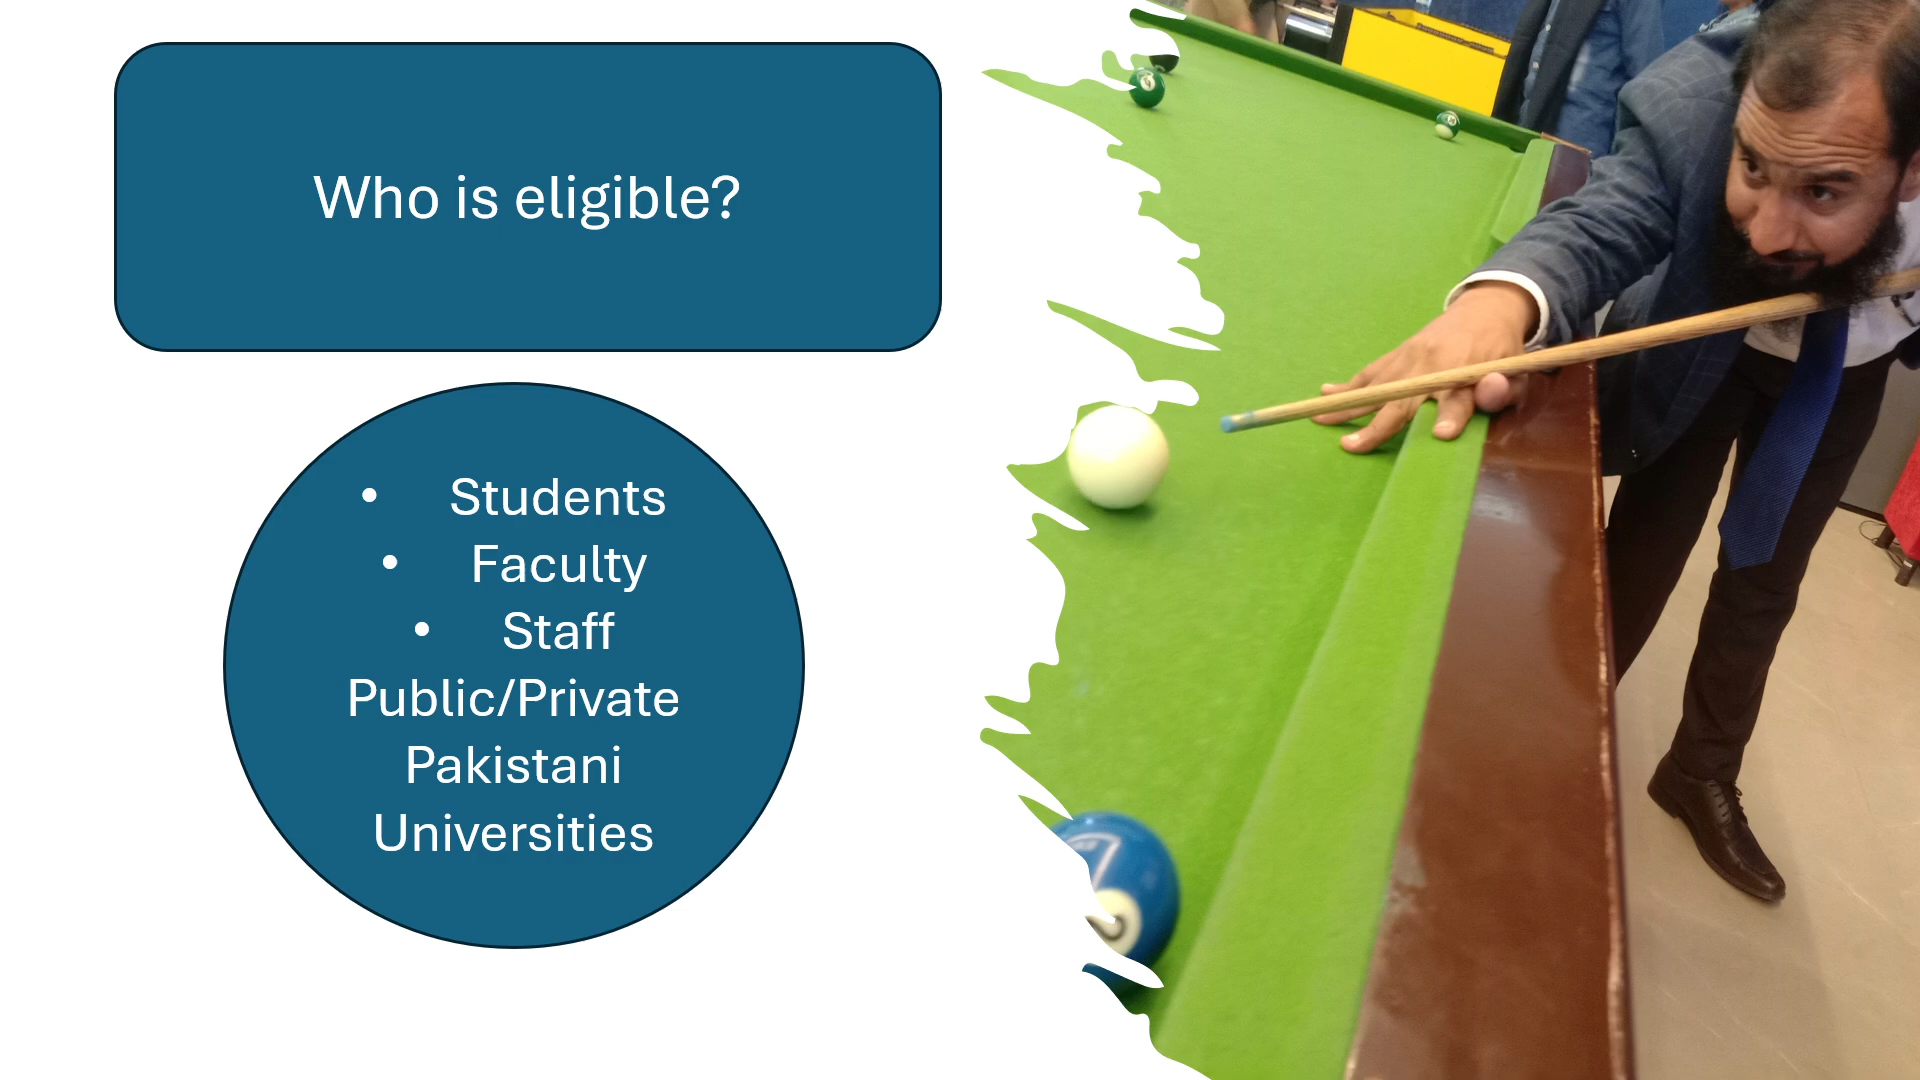 Who is eligible?
• Students
• Faculty
• Staff
Public/Private
Pakistani
Universities